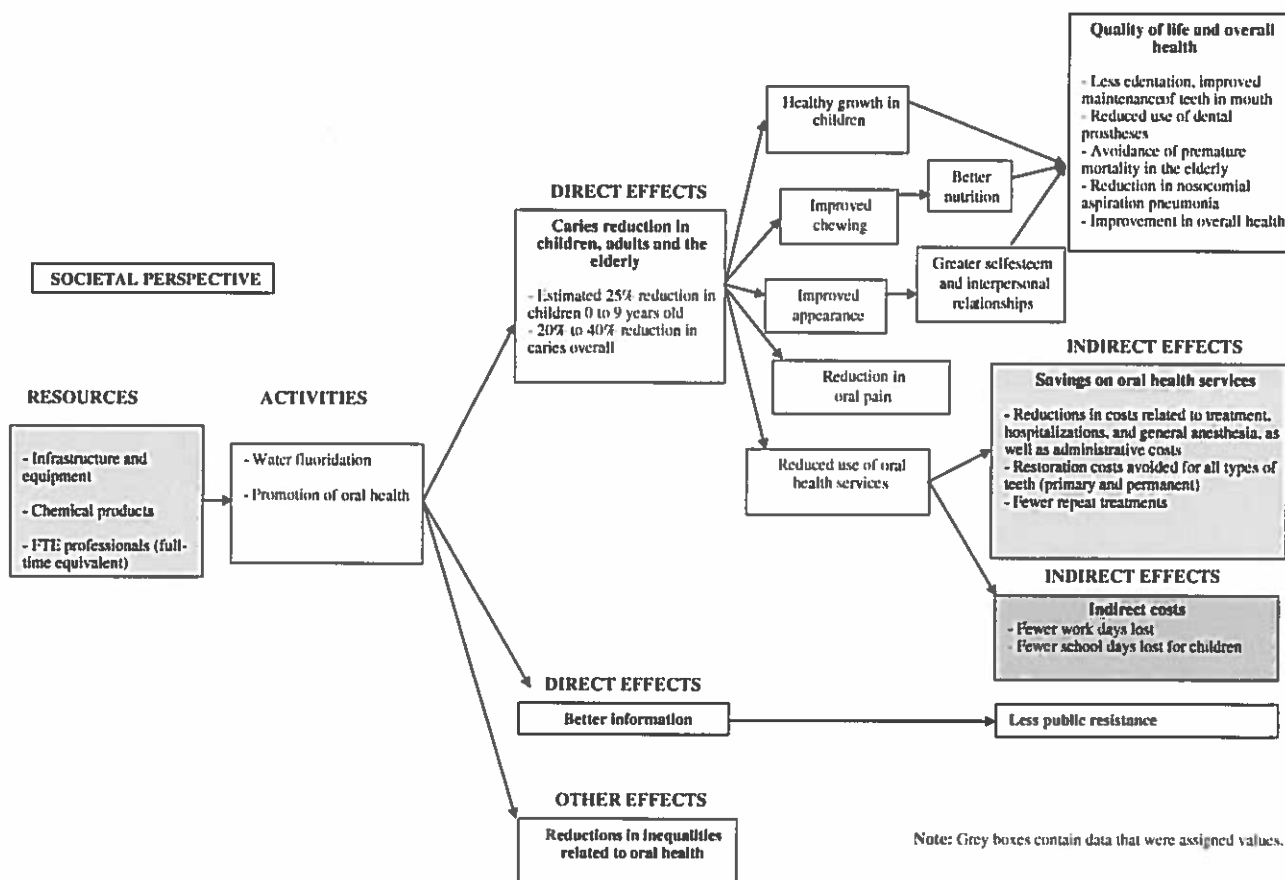 SOCIETAL PERSPECTIVE
RESOURCES
- Infrastructure and
equipment
- Chemical products
- FTE professionals (full-
time equivalent)
ACTIVITIES
- Water fluoridation
- Promotion of oral health
DIRECT EFFECTS
Caries reduction in
children, adults and the
elderly
- Estimated 25% reduction in
children 0 to 9 years old
- 20% to 40% reduction in
caries overall
Healthy growth in
children
Improved
chewing
Better
nutrition
Improved
appearance
Greater selfesteem
and interpersonal
relationships
Reduction in
oral pain
Reduced use of oral
health services
Quality of life and overall
health
- Less edentation, improved
maintenanceof teeth in mouth
- Reduced use of dental
prostheses
- Avoidance of premature
mortality in the elderly
- Reduction in nosocomial
aspiration pneumonia
- Improvement in overall health
INDIRECT EFFECTS
Savings on oral health services
- Reductions in costs related to treatment,
hospitalizations, and general anesthesia, as
well as administrative costs
- Restoration costs avoided for all types of
teeth (primary and permanent)
- Fewer repeat treatments
INDIRECT EFFECTS
Indirect costs
- Fewer work days lost
- Fewer school days lost for children
DIRECT EFFECTS
Better information
Less public resistance
OTHER EFFECTS
Reductions in inequalities
related to oral health
Note: Grey boxes contain data that were assigned values.